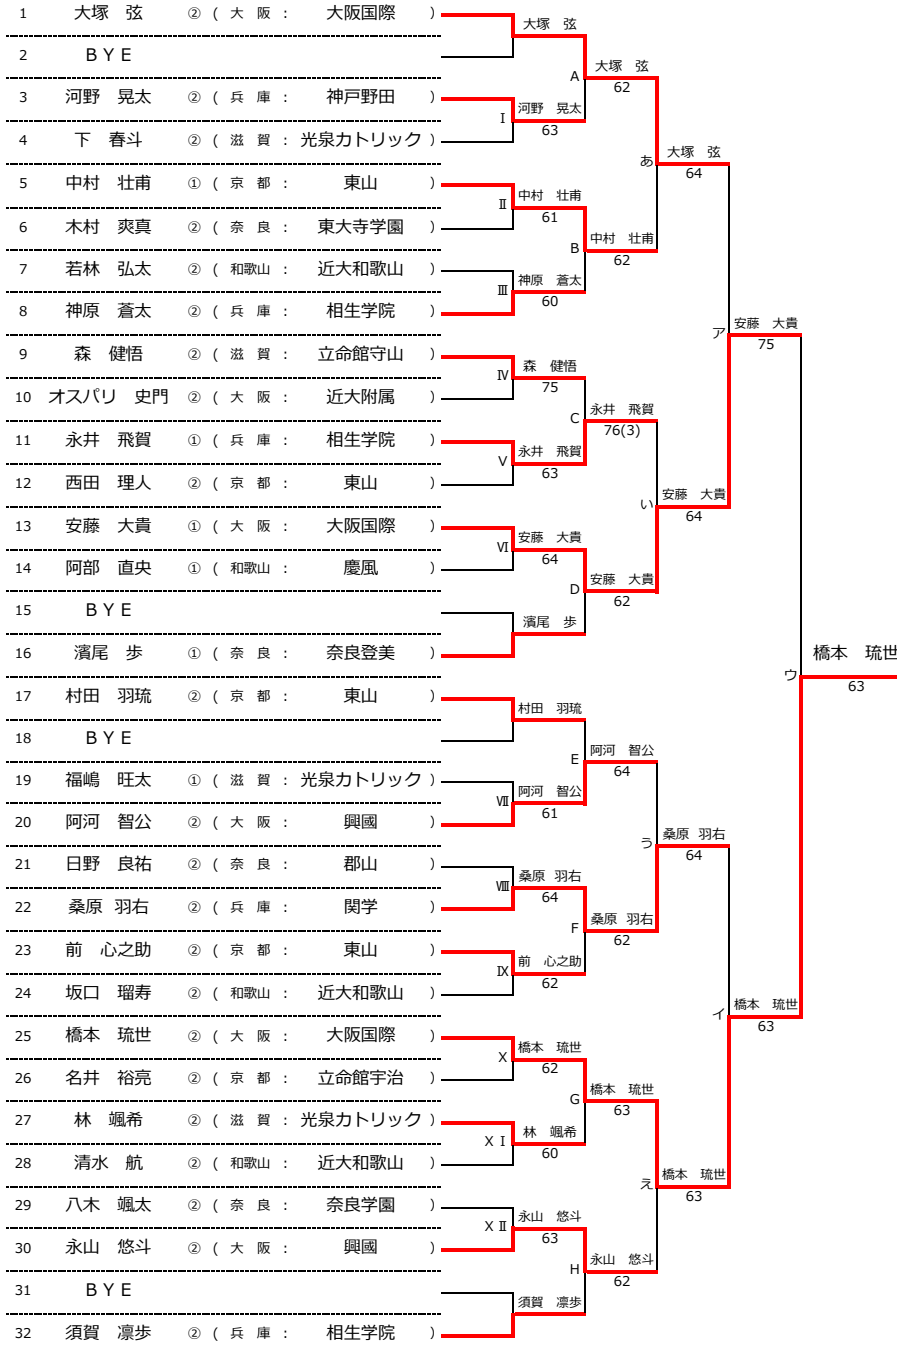 1 大塚 弦 ② ( 大 阪 : 大阪国際 )
2 ＢＹＥ
3 河野 晃太 ② ( 兵 庫 : 神戸野田 )
4 下 春斗 ② ( 滋 賀 : 光泉カトリック )
5 中村 壮甫 ① ( 京 都 : 東山 )
6 木村 爽真 ② ( 奈 良 : 東大寺学園 )
7 若林 弘太 ② ( 和歌山 : 近大和歌山 )
8 神原 蒼太 ② ( 兵 庫 : 相生学院 )
9 森 健悟 ② ( 滋 賀 : 立命館守山 )
10 オスパリ 史門 ② ( 大 阪 : 近大附属 )
11 永井 飛賀 ① ( 兵 庫 : 相生学院 )
12 西田 理人 ② ( 京 都 : 東山 )
13 安藤 大貴 ① ( 大 阪 : 大阪国際 )
14 阿部 直央 ① ( 和歌山 : 慶風 )
15 ＢＹＥ
16 濱尾 歩 ① ( 奈 良 : 奈良登美 )
17 村田 羽琉 ② ( 京 都 : 東山 )
18 ＢＹＥ
19 福嶋 旺太 ① ( 滋 賀 : 光泉カトリック )
20 阿河 智公 ② ( 大 阪 : 興國 )
21 日野 良祐 ② ( 奈 良 : 郡山 )
22 桑原 羽右 ② ( 兵 庫 : 関学 )
23 前 心之助 ② ( 京 都 : 東山 )
24 坂口 瑠寿 ② ( 和歌山 : 近大和歌山 )
25 橋本 琉世 ② ( 大 阪 : 大阪国際 )
26 名井 裕亮 ② ( 京 都 : 立命館宇治 )
27 林 颯希 ② ( 滋 賀 : 光泉カトリック )
28 清水 航 ② ( 和歌山 : 近大和歌山 )
29 八木 颯太 ② ( 奈 良 : 奈良学園 )
30 永山 悠斗 ② ( 大 阪 : 興國 )
31 ＢＹＥ
32 須賀 凛歩 ② ( 兵 庫 : 相生学院 )
大塚 弦
Ⅰ 河野 晃太
63
Ⅱ 中村 壮甫
61
Ⅲ 神原 蒼太
60
Ⅳ 森 健悟
75
Ⅴ 永井 飛賀
63
Ⅵ 安藤 大貴
64
濱尾 歩
村田 羽琉
Ⅶ 阿河 智公
61
Ⅷ 桑原 羽右
64
Ⅸ 前 心之助
62
Ⅹ 橋本 琉世
62
ＸⅠ 林 颯希
60
ＸⅡ 永山 悠斗
63
須賀 凛歩
A 大塚 弦
62
B 中村 壮甫
62
C 永井 飛賀
76(3)
D 安藤 大貴
62
E 阿河 智公
64
F 桑原 羽右
62
G 橋本 琉世
63
H 永山 悠斗
62
あ 大塚 弦
64
い 安藤 大貴
64
う 桑原 羽右
64
え 橋本 琉世
63
ア 安藤 大貴
75
イ 橋本 琉世
63
ウ 橋本 琉世
63